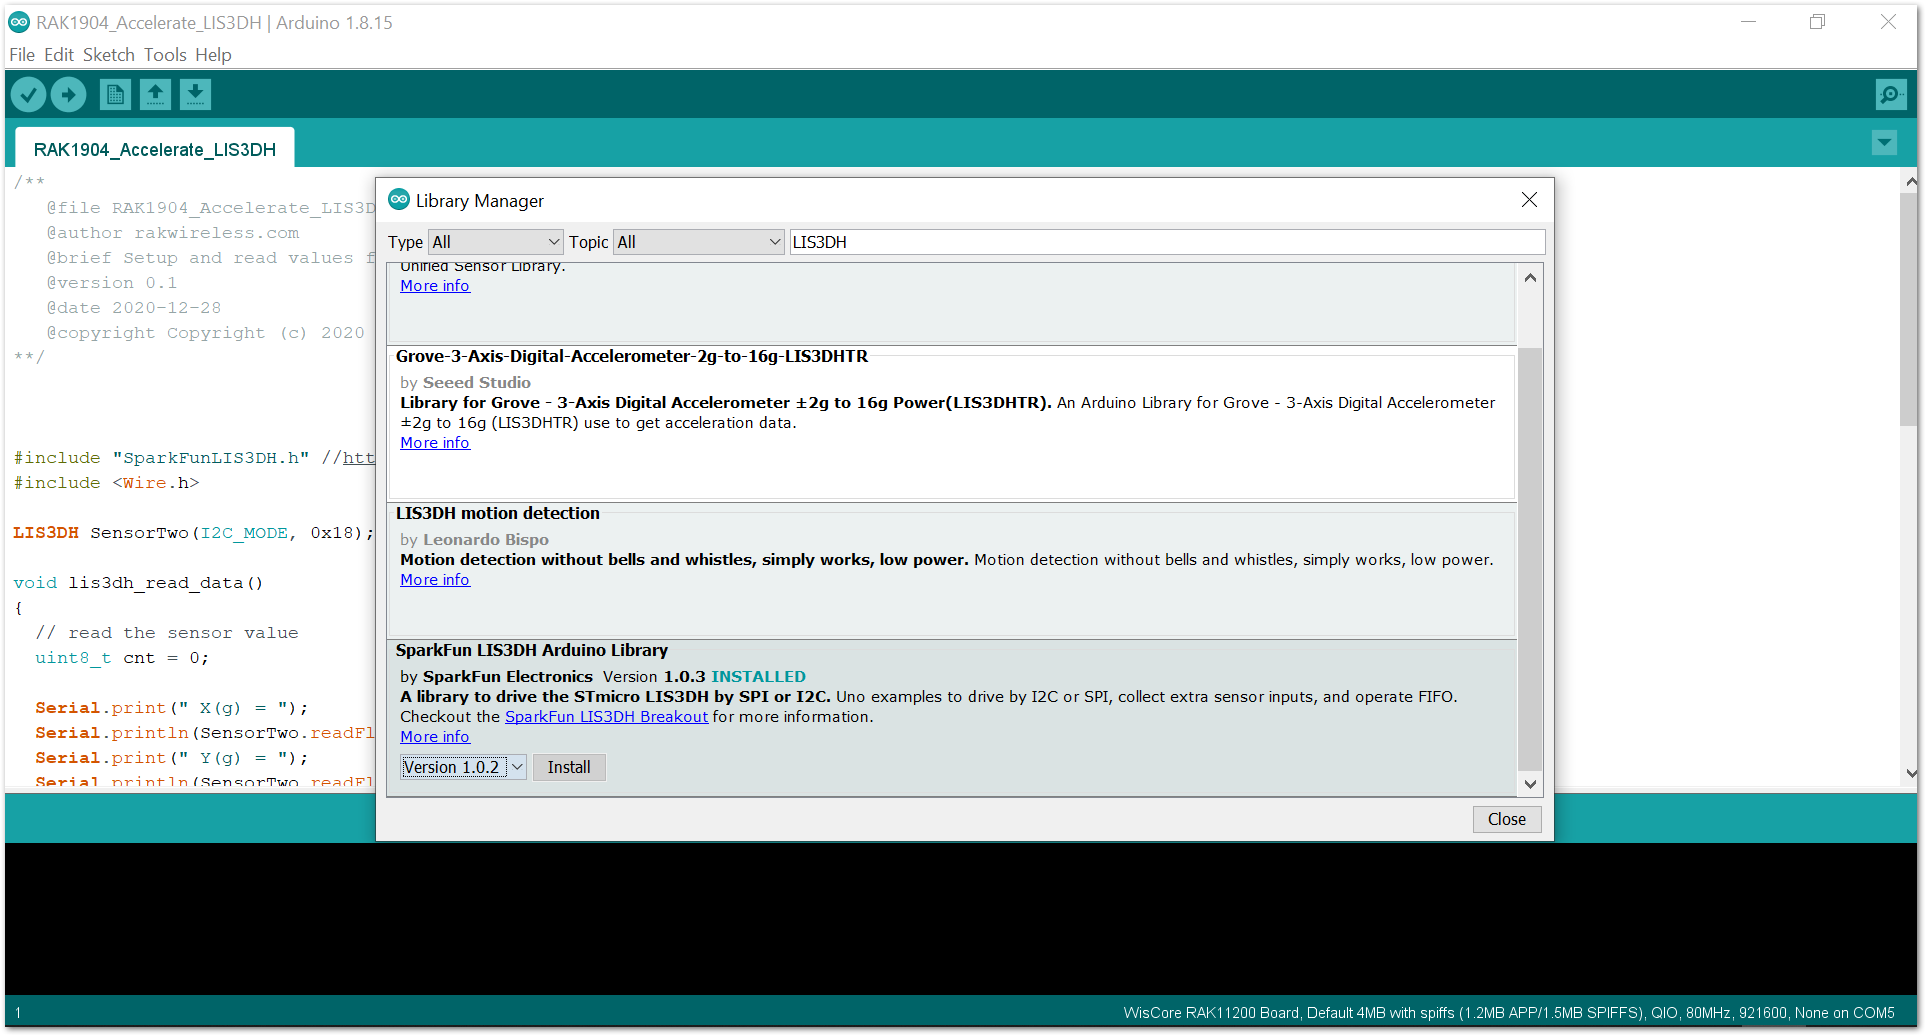 RAK1904_Accelerate_LIS3DH | Arduino 1.8.15
File Edit Sketch Tools Help
RAK1904_Accelerate_LIS3DH
/**
@file RAK1904_Accelerate_LIS3D
@author rakwireless.com
@brief Setup and read values f
@version 0.1
@date 2020-12-28
@copyright Copyright (c) 2020
**/
#include "SparkFunLIS3DH.h" //htt
#include <Wire.h>
LIS3DH SensorTwo(I2C_MODE, 0x18);
void lis3dh_read_data()
{
// read the sensor value
uint8_t cnt = 0;
Serial.print(" X(g) = ");
Serial.println(SensorTwo.readFl
Serial.print(" Y(g) = ");
Serial.println(SensorTwo.readFl
Library Manager
Type All Topic All LIS3DH
Unified Sensor Library.
More info
Grove-3-Axis-Digital-Accelerometer-2g-to-16g-LIS3DHTR
by Seeed Studio
Library for Grove - 3-Axis Digital Accelerometer ±2g to 16g Power(LIS3DHTR). An Arduino Library for Grove - 3-Axis Digital Accelerometer
±2g to 16g (LIS3DHTR) use to get acceleration data.
More info
LIS3DH motion detection
by Leonardo Bispo
Motion detection without bells and whistles, simply works, low power. Motion detection without bells and whistles, simply works, low power.
More info
SparkFun LIS3DH Arduino Library
by SparkFun Electronics Version 1.0.3 INSTALLED
A library to drive the STmicro LIS3DH by SPI or I2C. Uno examples to drive by I2C or SPI, collect extra sensor inputs, and operate FIFO.
Checkout the SparkFun LIS3DH Breakout for more information.
More info
Version 1.0.2 Install
Close
1 WisCore RAK11200 Board, Default 4MB with spiffs (1.2MB APP/1.5MB SPIFFS), QIO, 80MHz, 921600, None on COM5